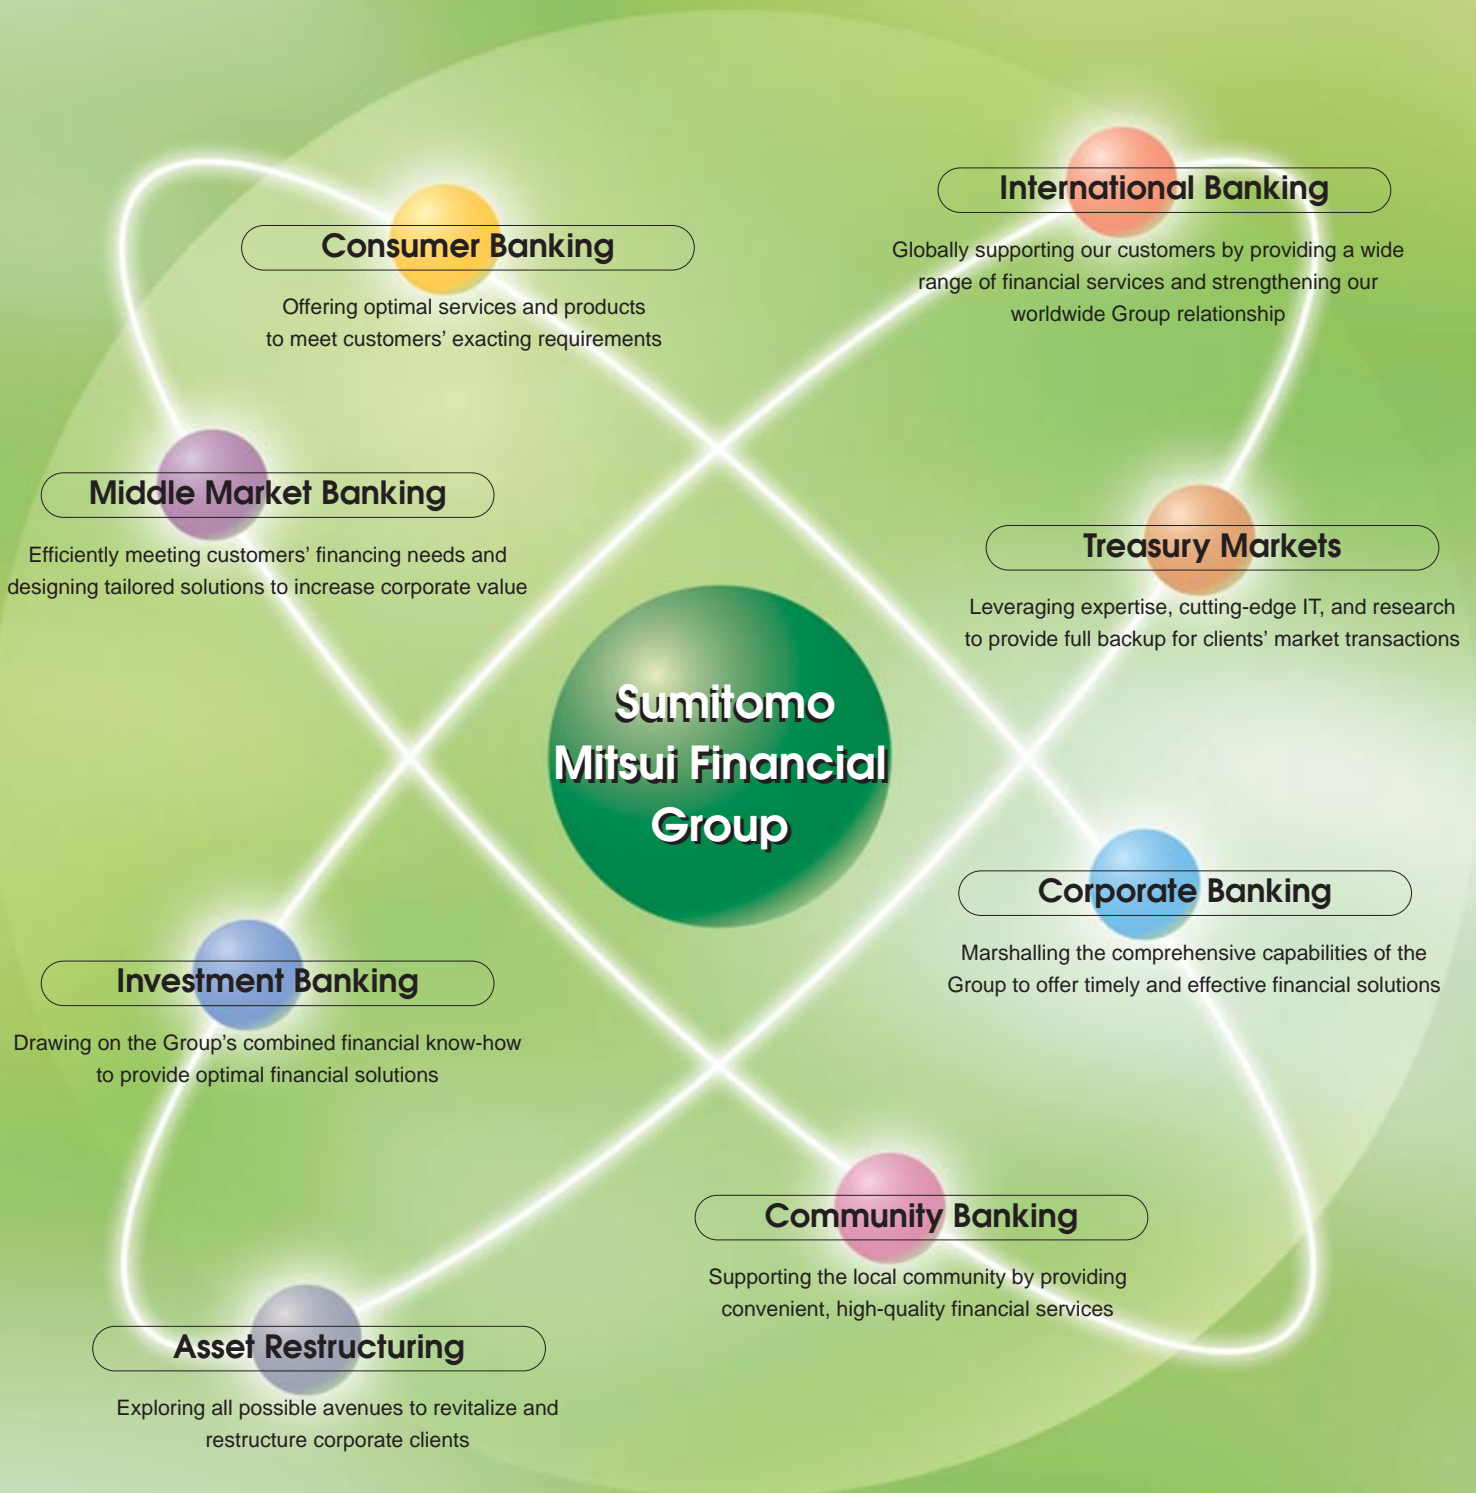 International Banking
Globally supporting our customers by providing a wide
range of financial services and strengthening our
worldwide Group relationship
Consumer Banking
Offering optimal services and products
to meet customers’ exacting requirements
Middle Market Banking
Efficiently meeting customers’ financing needs and
designing tailored solutions to increase corporate value
Treasury Markets
Leveraging expertise, cutting-edge IT, and research
to provide full backup for clients’ market transactions
Sumitomo
Mitsui Financial
Group
Corporate Banking
Marshalling the comprehensive capabilities of the
Group to offer timely and effective financial solutions
Investment Banking
Drawing on the Group’s combined financial know-how
to provide optimal financial solutions
Community Banking
Supporting the local community by providing
convenient, high-quality financial services
Asset Restructuring
Exploring all possible avenues to revitalize and
restructure corporate clients